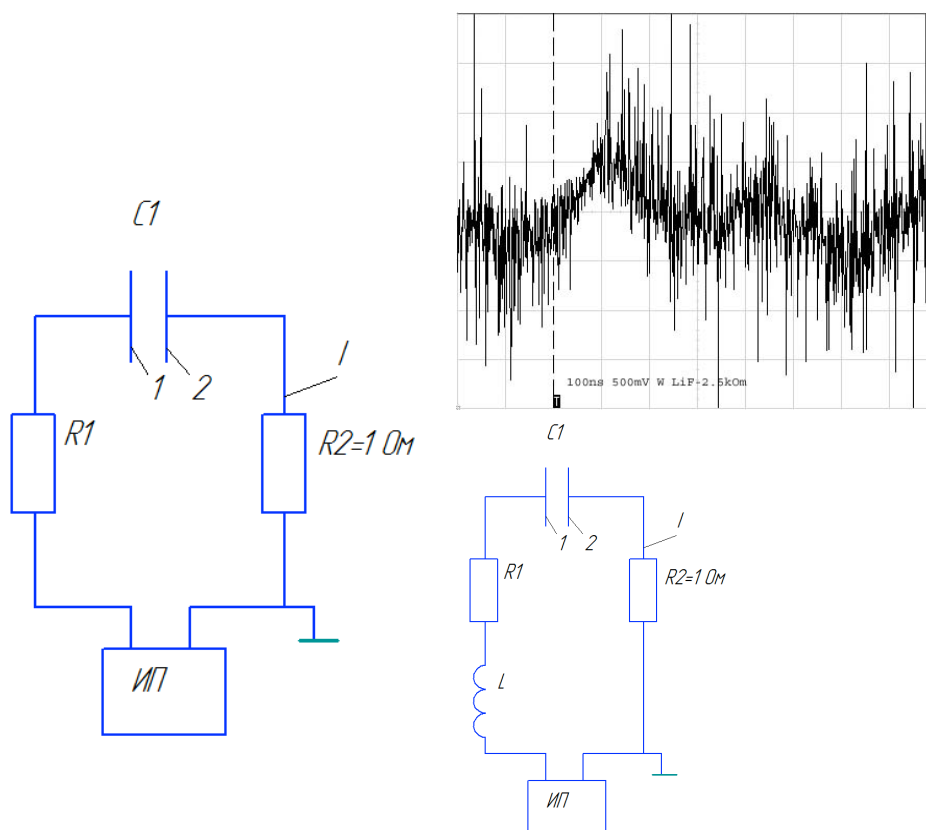 C1
1
2
I
R1
R2=1 Ом
ИП
100ns 500mV W LiF-2.5kOm
T
C1
1
2
I
R1
R2=1 Ом
L
ИП